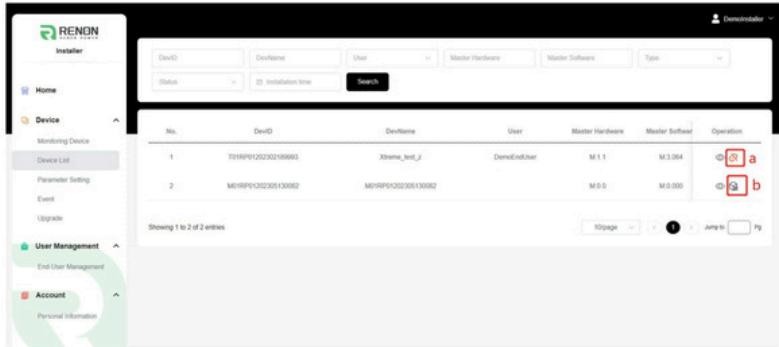 RENON
Installer
DemoInstaller
DevID
DevName
User
Master Hardware
Master Software
Type
Status
Installation time
Search
Home
Device
Monitoring Device
Device List
Parameter Setting
Event
Upgrade
User Management
End-User Management
Account
Personal Information
No. DevID DevName User Master Hardware Master Softwar Operation
1 T01RP01202302189993 Xtreme_test_z DemoEndUser M.1.1 M.3.064 a
2 M01RP01202305130082 M01RP01202305130082 M.0.0 M.0.000 b
Showing 1 to 2 of 2 entries
10/page 1 Jump to Pg